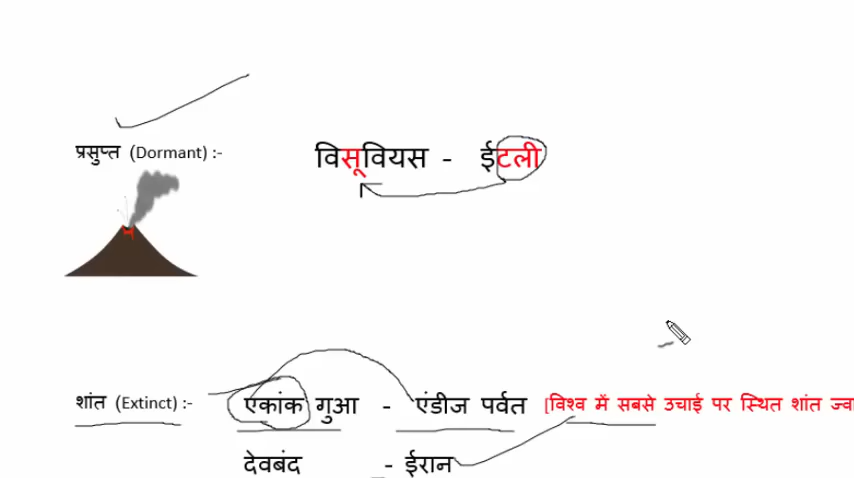 प्रसुप्त (Dormant) :- विसूवियस - ईटली
शांत (Extinct) :- एकांक गुआ - एंडीज पर्वत [विश्व में सबसे उचाई पर स्थित शांत
देवबंद - ईरान